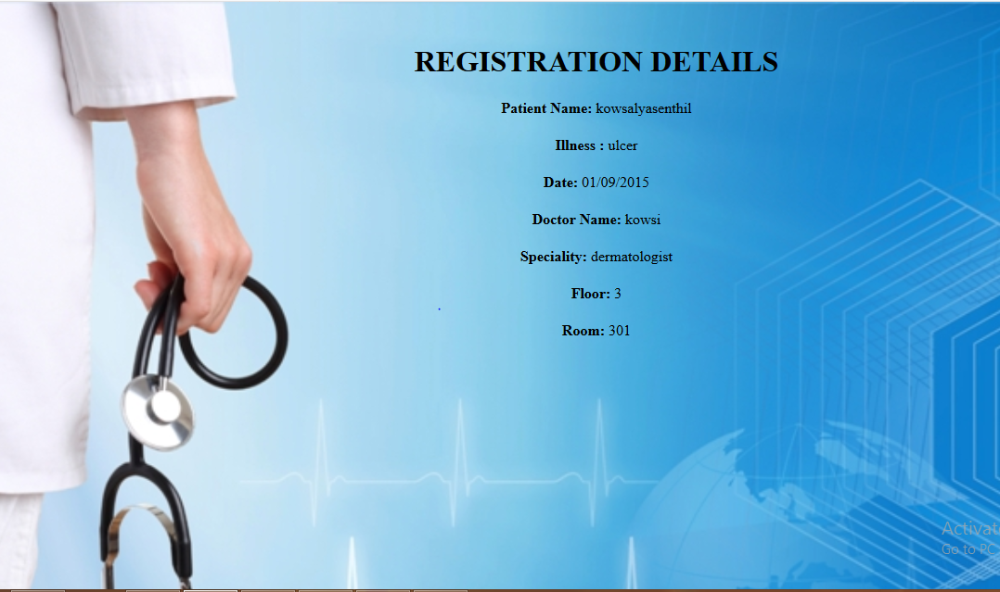 REGISTRATION DETAILS
Patient Name: kowsalyasenthil
Illness : ulcer
Date: 01/09/2015
Doctor Name: kowsi
Speciality: dermatologist
Floor: 3
Room: 301
Activat
Go to PC